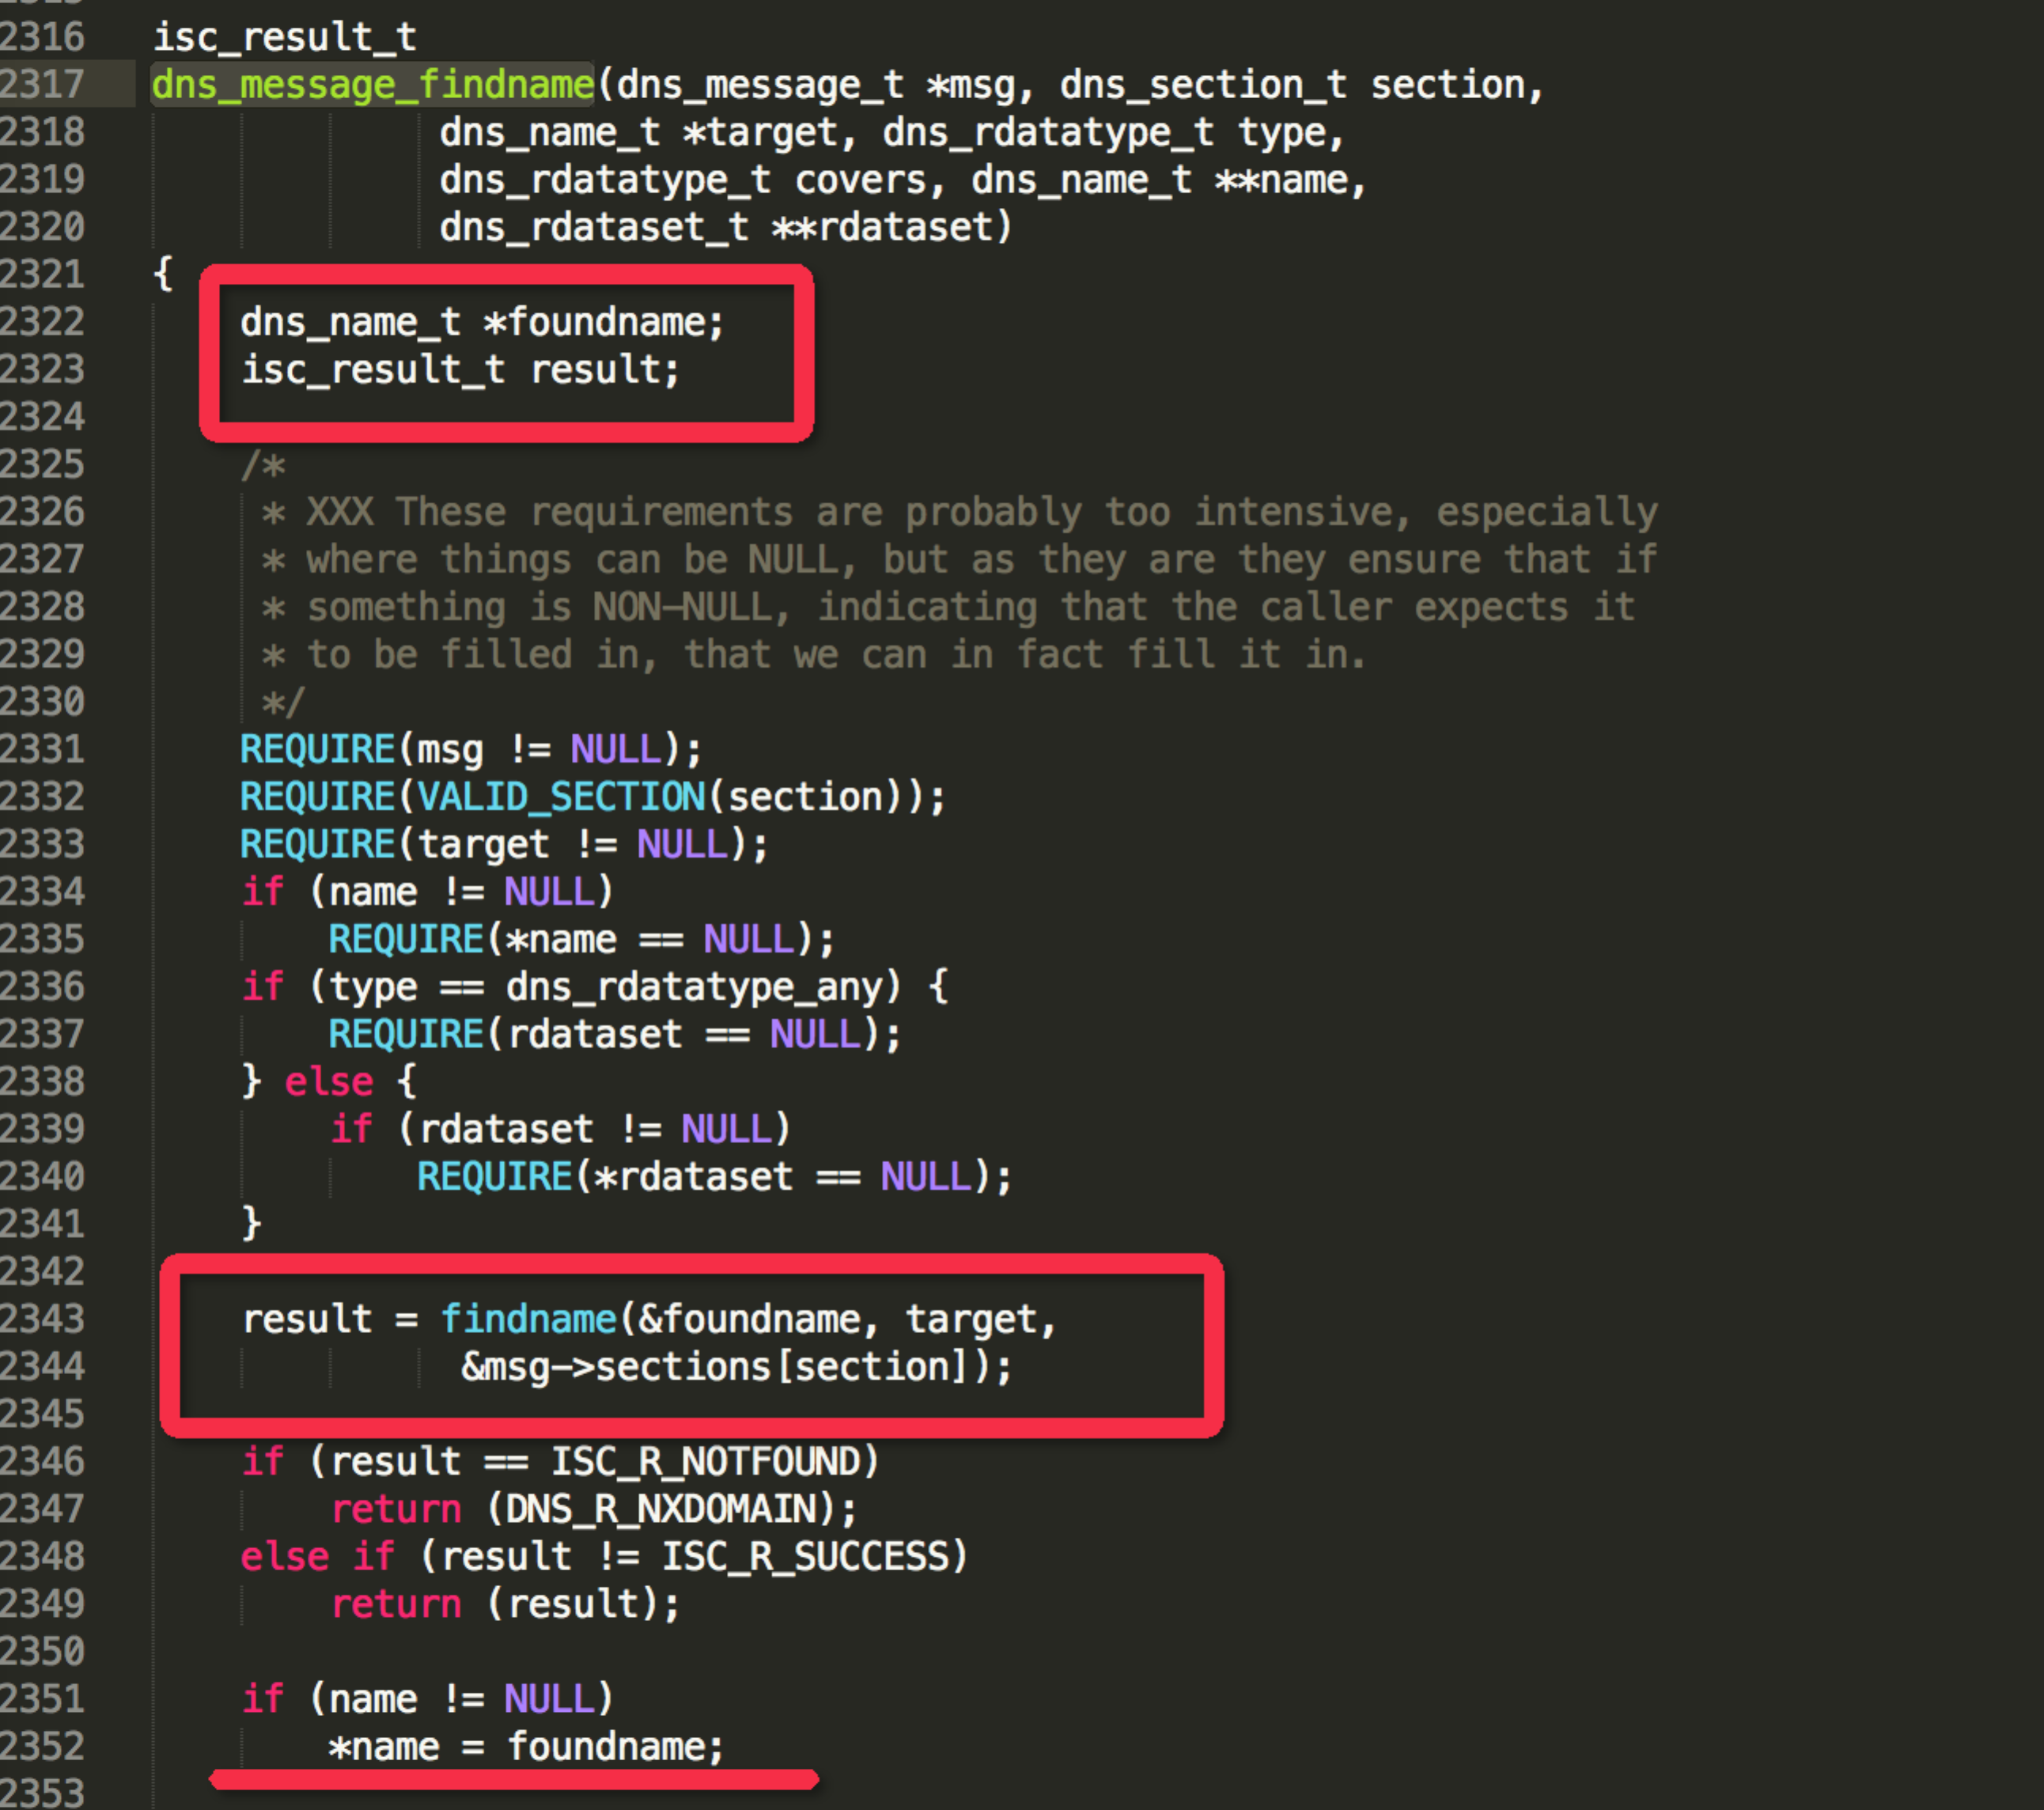 2316 isc_result_t
2317 dns_message_findname(dns_message_t *msg, dns_section_t section,
2318 dns_name_t *target, dns_rdatatype_t type,
2319 dns_rdatatype_t covers, dns_name_t **name,
2320 dns_rdataset_t **rdataset)
2321 {
2322 dns_name_t *foundname;
2323 isc_result_t result;
2324
2325 /*
2326 * XXX These requirements are probably too intensive, especially
2327 * where things can be NULL, but as they are they ensure that if
2328 * something is NON-NULL, indicating that the caller expects it
2329 * to be filled in, that we can in fact fill it in.
2330 */
2331 REQUIRE(msg != NULL);
2332 REQUIRE(VALID_SECTION(section));
2333 REQUIRE(target != NULL);
2334 if (name != NULL)
2335 REQUIRE(*name == NULL);
2336 if (type == dns_rdatatype_any) {
2337 REQUIRE(rdataset == NULL);
2338 } else {
2339 if (rdataset != NULL)
2340 REQUIRE(*rdataset == NULL);
2341 }
2342
2343 result = findname(&foundname, target,
2344 &msg->sections[section]);
2345
2346 if (result == ISC_R_NOTFOUND)
2347 return (DNS_R_NXDOMAIN);
2348 else if (result != ISC_R_SUCCESS)
2349 return (result);
2350
2351 if (name != NULL)
2352 *name = foundname;
2353